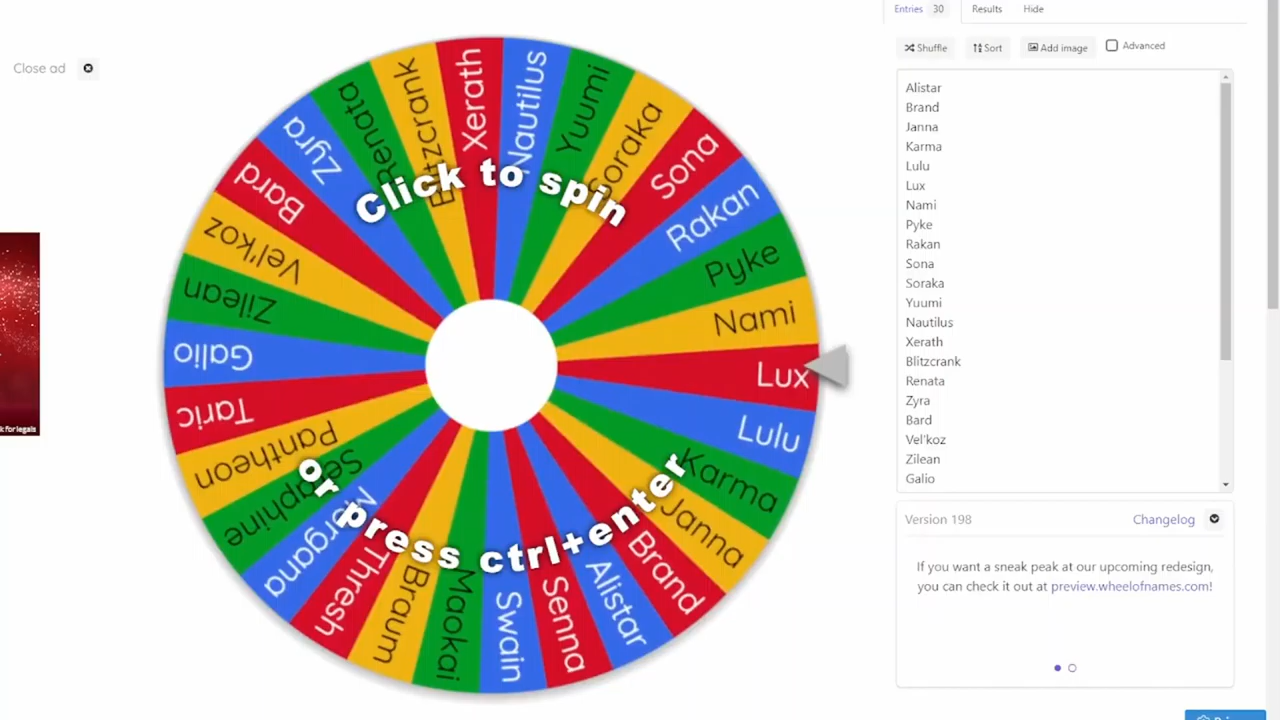 Entries 30
Results
Hide
Close ad
Shuffle
Sort
Add image
Advanced
Alistar
Brand
Janna
Karma
Lulu
Lux
Nami
Pyke
Rakan
Sona
Soraka
Yuumi
Nautilus
Xerath
Blitzcrank
Renata
Zyra
Bard
Vel'koz
Zilean
Galio
Click to spin
or press ctrl+enter
Xerath
Nautilus
Yuumi
Soraka
Sona
Rakan
Pyke
Nami
Lux
Lulu
Karma
Janna
Brand
Alistar
Senna
Swain
Maokai
Braum
Thresh
Morgana
Seraphine
Pantheon
Taric
Galio
Zilean
Vel'koz
Bard
Zyra
Renata
Blitzcrank
k for legals
Version 198
Changelog
If you want a sneak peak at our upcoming redesign,
you can check it out at preview.wheelofnames.com!